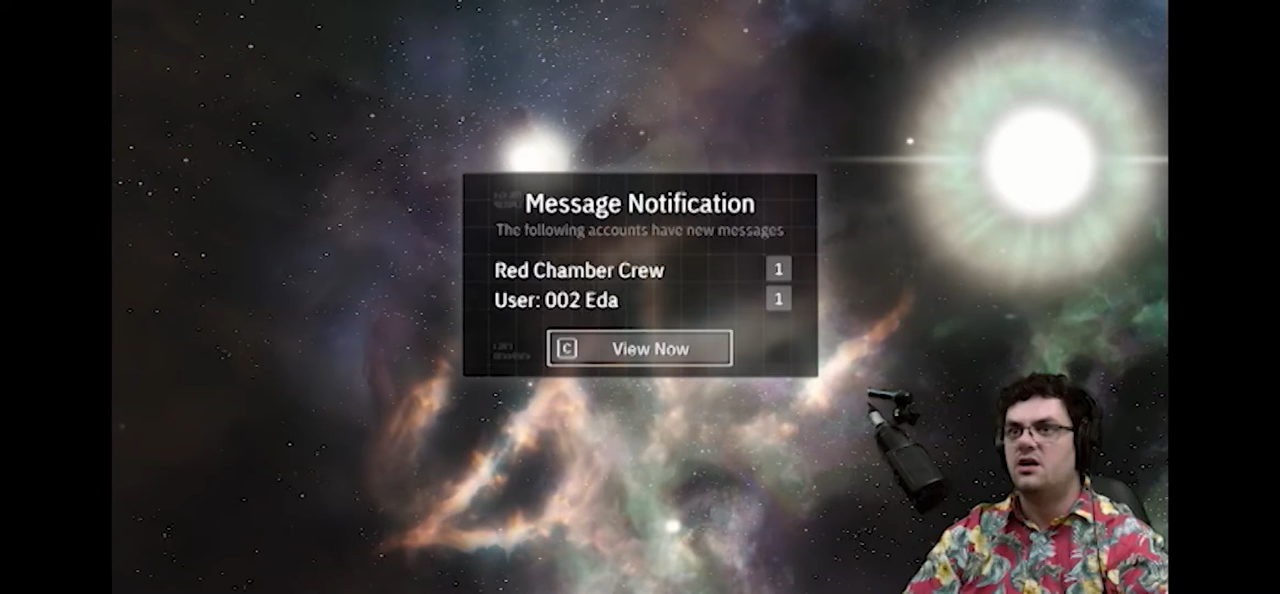 Message Notification
The following accounts have new messages
Red Chamber Crew 1
User: 002 Eda 1
C View Now